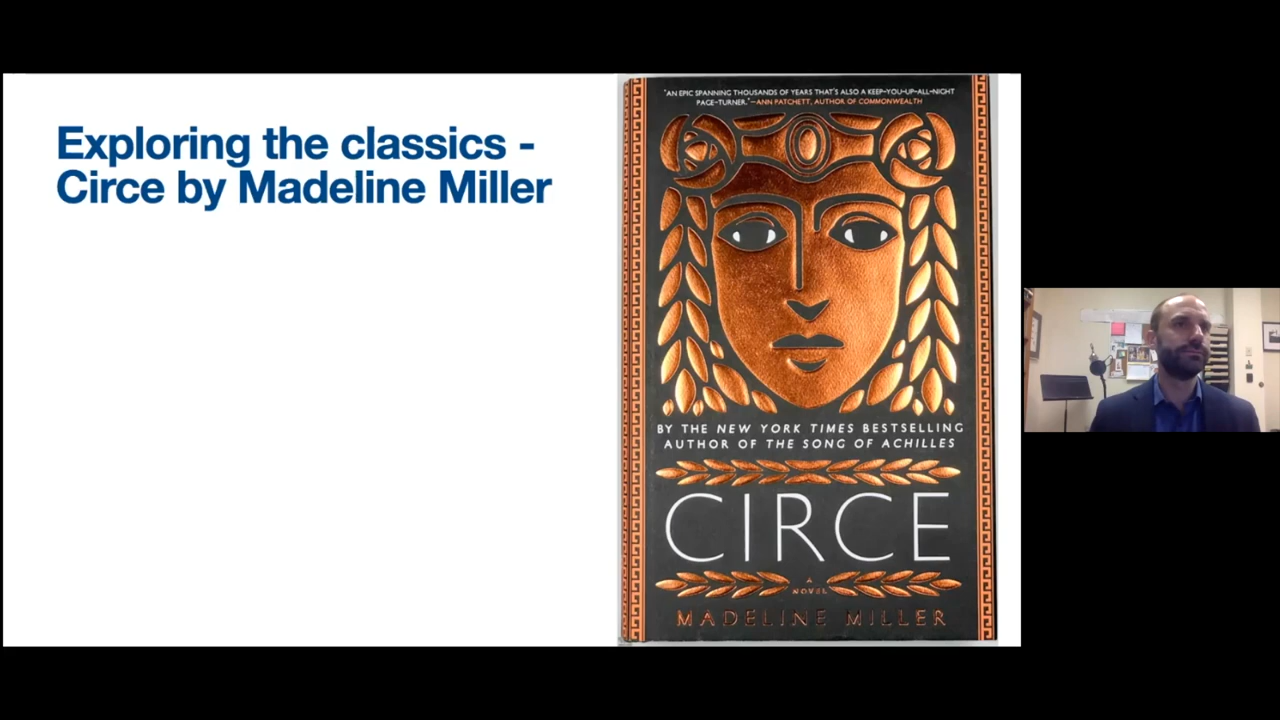 Exploring the classics -
Circe by Madeline Miller
"AN EPIC SPANNING THOUSANDS OF YEARS THAT'S ALSO A KEEP-YOU-UP-ALL-NIGHT
PAGE-TURNER."—ANN PATCHETT, AUTHOR OF COMMONWEALTH
BY THE NEW YORK TIMES BESTSELLING
AUTHOR OF THE SONG OF ACHILLES
CIRCE
A
NOVEL
MADELINE MILLER